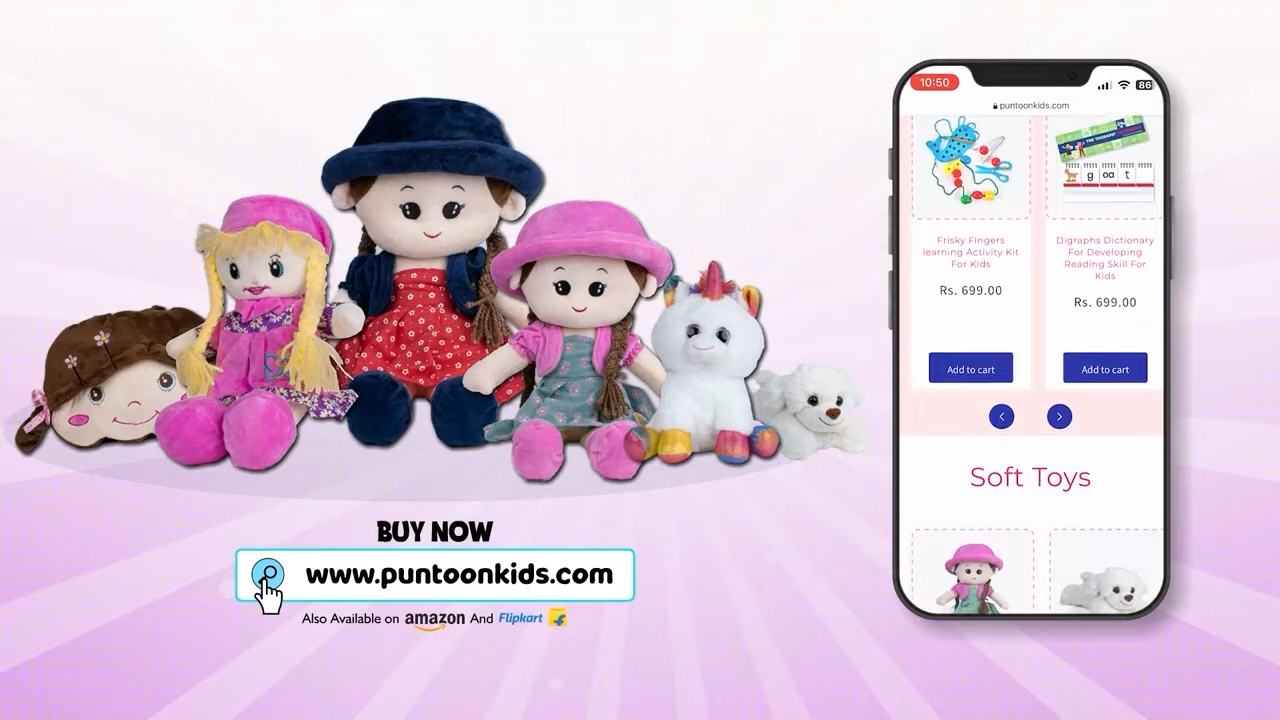 BUY NOW
www.puntoonkids.com
Also Available on amazon And Flipkart
10:50
86
puntoonkids.com
g oa t
Frisky Fingers
learning Activity Kit
For Kids
Rs. 699.00
Add to cart
Digraphs Dictionary
For Developing
Reading Skill For
Kids
Rs. 699.00
Add to cart
Soft Toys